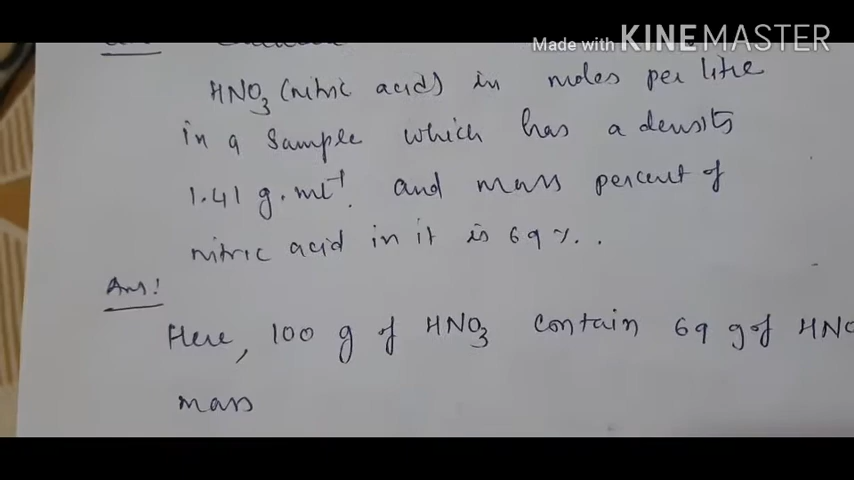 Made with KINEMASTER
HNO₃ (nitric acid) in moles per litre
in a sample which has a density
1.41 g.ml⁻¹. and mass percent of
nitric acid in it is 69%..
Ans!
Here, 100 g of HNO₃ contain 69 g of HNO
mass